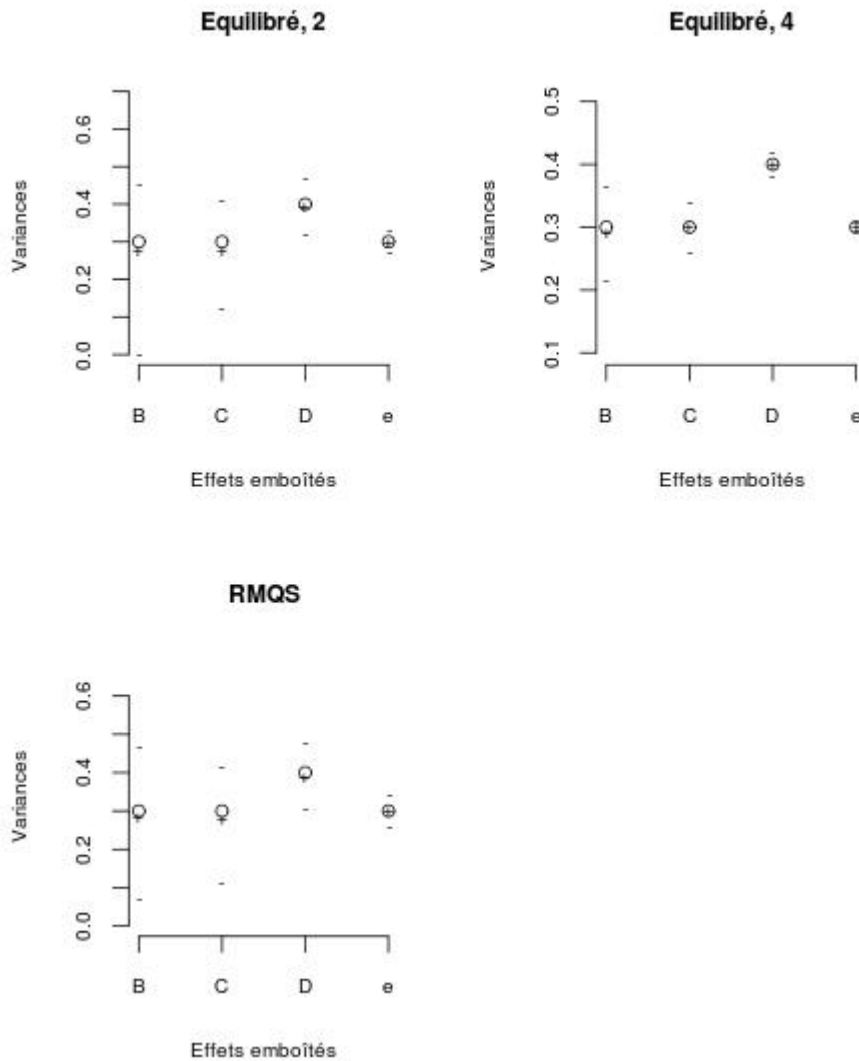 Equilibré, 2
Variances
0.6
0.4
0.2
0.0
B C D e
Effets emboîtés
Equilibré, 4
Variances
0.5
0.4
0.3
0.2
0.1
B C D e
Effets emboîtés
RMQS
Variances
0.6
0.4
0.2
0.0
B C D e
Effets emboîtés